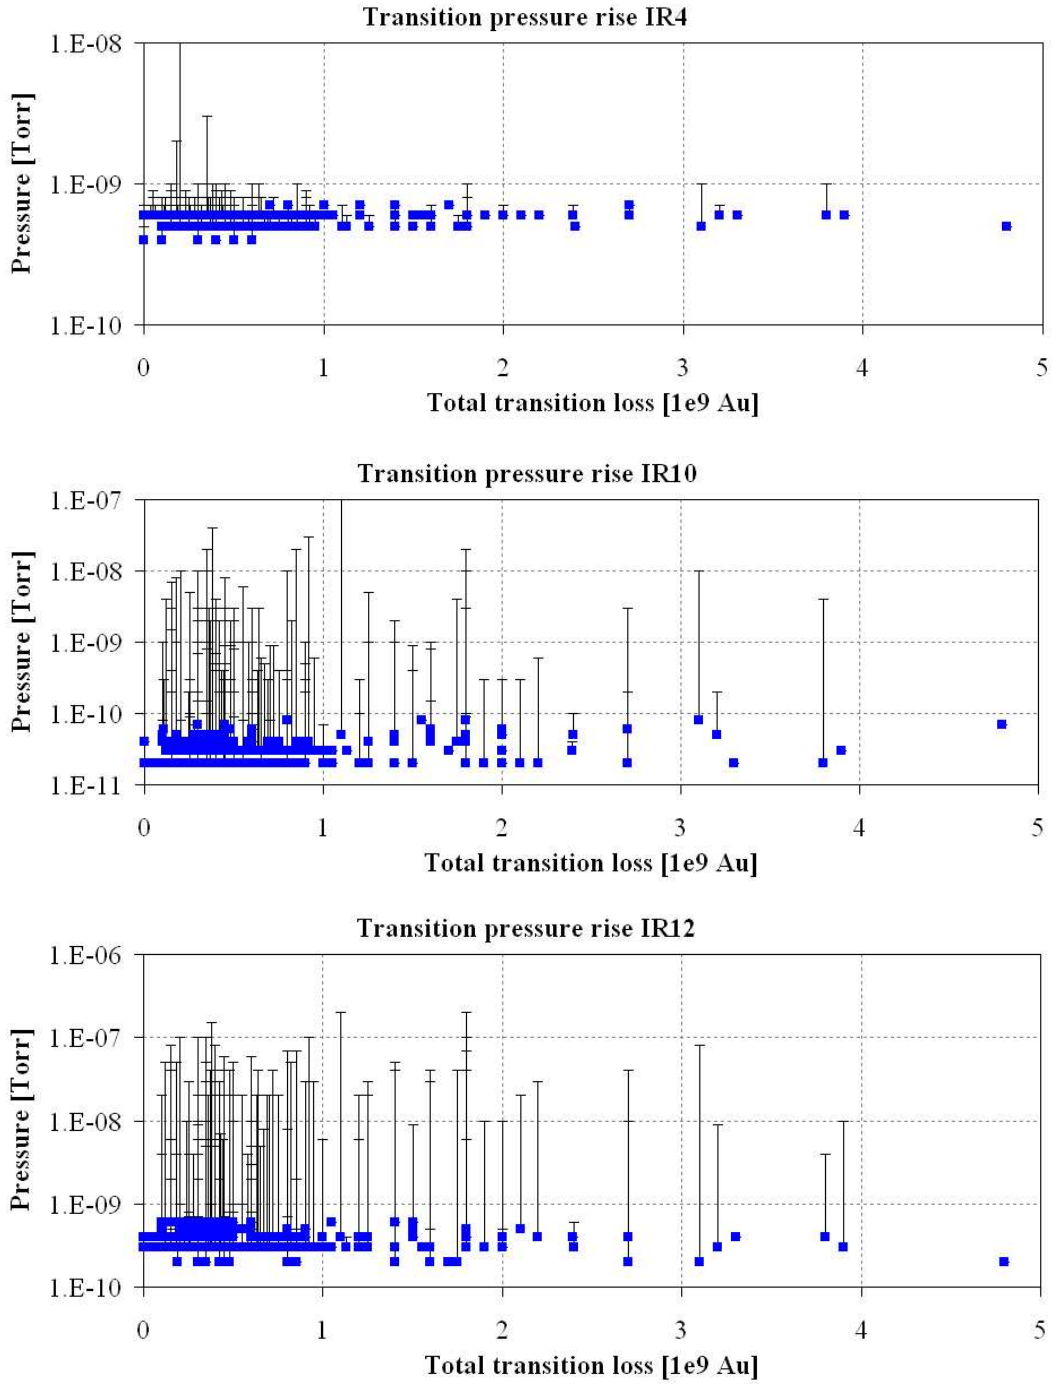 Transition pressure rise IR4
1.E-08
1.E-09
1.E-10
Pressure [Torr]
0 1 2 3 4 5
Total transition loss [1e9 Au]
Transition pressure rise IR10
1.E-07
1.E-08
1.E-09
1.E-10
1.E-11
Pressure [Torr]
0 1 2 3 4 5
Total transition loss [1e9 Au]
Transition pressure rise IR12
1.E-06
1.E-07
1.E-08
1.E-09
1.E-10
Pressure [Torr]
0 1 2 3 4 5
Total transition loss [1e9 Au]